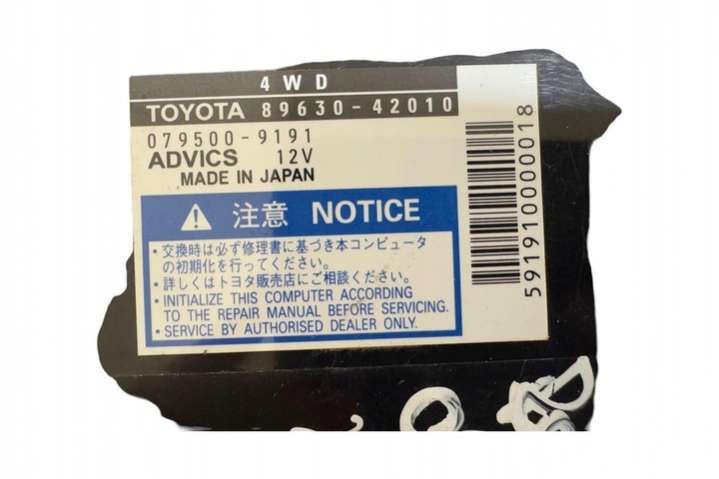 4WD
TOYOTA 89630-42010
079500-9191
ADVICS 12V
MADE IN JAPAN
注意 NOTICE
・交換時は必ず修理書に基づき本コンピュータ
の初期化を行ってください。
・詳しくはトヨタ販売店にご相談ください。
・INITIALIZE THIS COMPUTER ACCORDING
TO THE REPAIR MANUAL BEFORE SERVICING.
・SERVICE BY AUTHORISED DEALER ONLY.
5919100000018